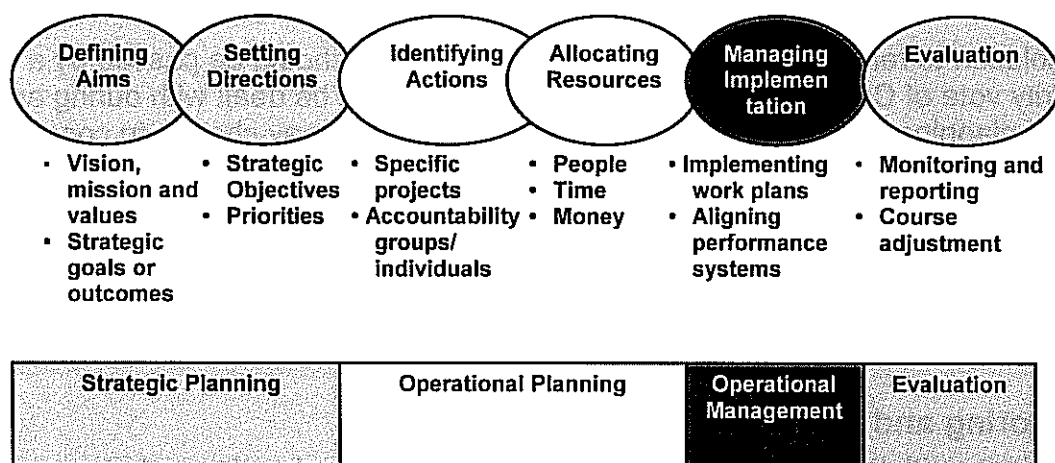 Defining
Aims
Setting
Directions
Identifying
Actions
Allocating
Resources
Managing
Implemen
tation
Evaluation
• Vision,
mission and
values
• Strategic
goals or
outcomes
• Strategic
Objectives
• Priorities
• Specific
projects
• Accountability
groups/
individuals
• People
• Time
• Money
• Implementing
work plans
• Aligning
performance
systems
• Monitoring and
reporting
• Course
adjustment
Strategic Planning
Operational Planning
Operational
Management
Evaluation